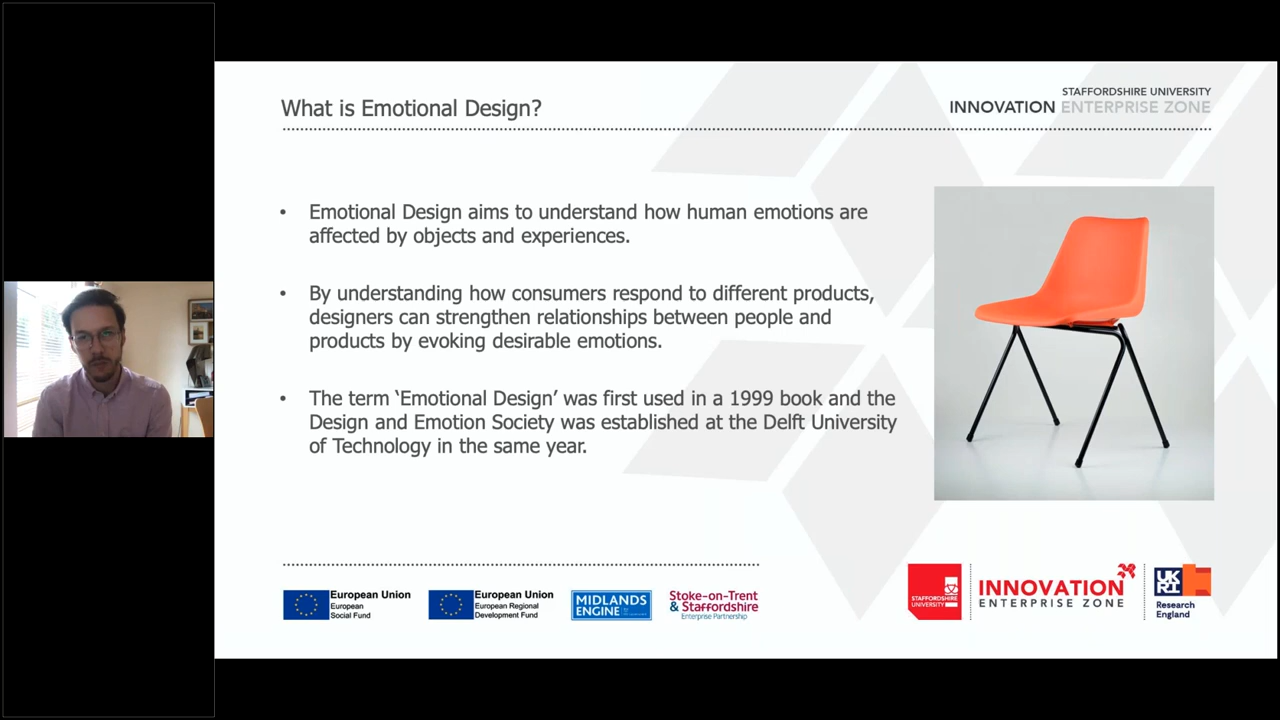 What is Emotional Design?
STAFFORDSHIRE UNIVERSITY
INNOVATION ENTERPRISE ZONE
• Emotional Design aims to understand how human emotions are
affected by objects and experiences.
• By understanding how consumers respond to different products,
designers can strengthen relationships between people and
products by evoking desirable emotions.
• The term ‘Emotional Design’ was first used in a 1999 book and the
Design and Emotion Society was established at the Delft University
of Technology in the same year.
European Union
European
Social Fund
European Union
European Regional
Development Fund
MIDLANDS
ENGINE
Stoke-on-Trent
& Staffordshire
Enterprise Partnership
STAFFORDSHIRE
UNIVERSITY
INNOVATION
ENTERPRISE ZONE
UK
RI
Research
England